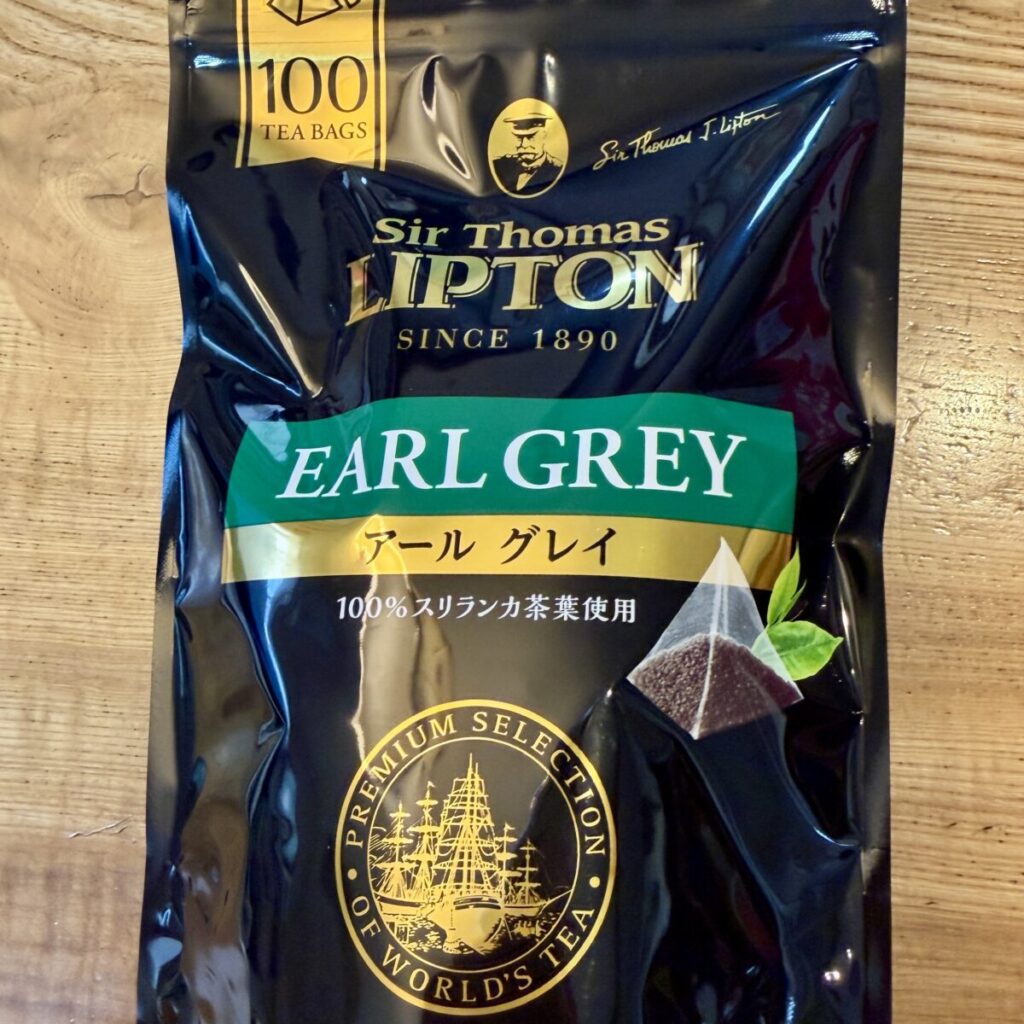 100
TEA BAGS
Sir Thomas J. Lipton
Sir Thomas
LIPTON
SINCE 1890
EARL GREY
アール グレイ
100%スリランカ茶葉使用
• PREMIUM SELECTION •
OF WORLD'S TEA